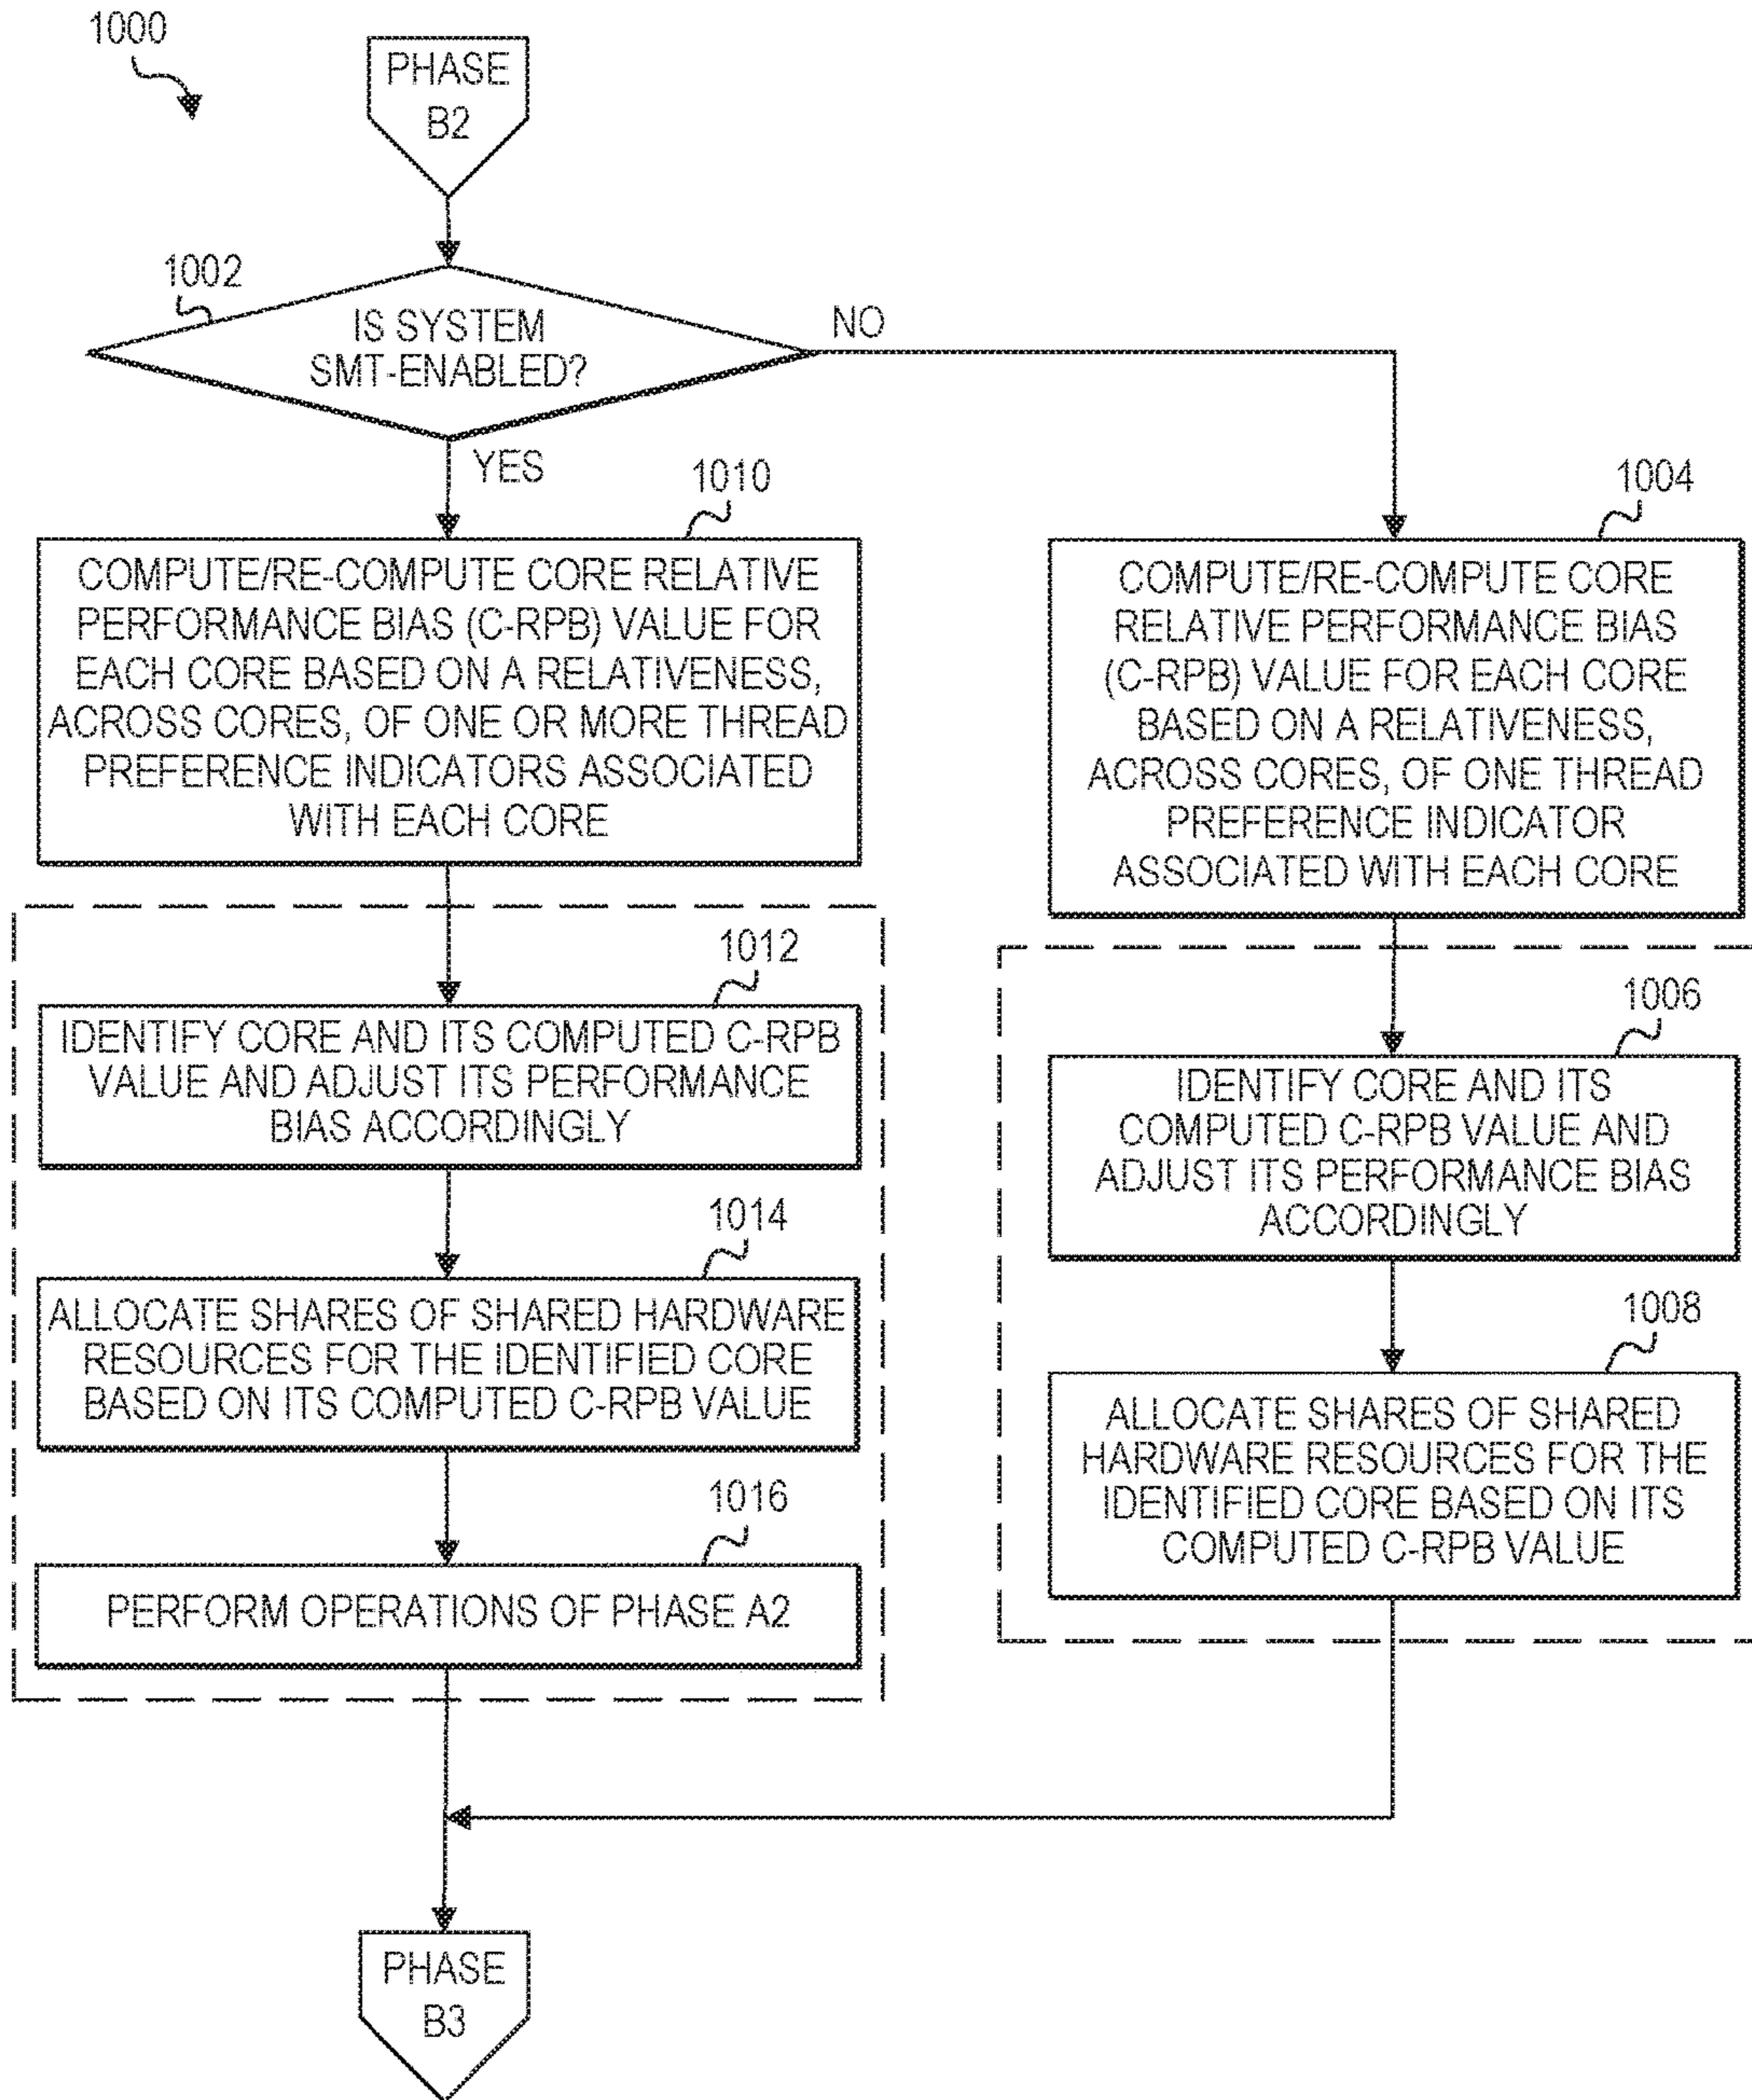 1000
PHASE
B2
1002
IS SYSTEM
SMT-ENABLED?
NO
YES
1010
COMPUTE/RE-COMPUTE CORE RELATIVE
PERFORMANCE BIAS (C-RPB) VALUE FOR
EACH CORE BASED ON A RELATIVENESS,
ACROSS CORES, OF ONE OR MORE THREAD
PREFERENCE INDICATORS ASSOCIATED
WITH EACH CORE
1004
COMPUTE/RE-COMPUTE CORE
RELATIVE PERFORMANCE BIAS
(C-RPB) VALUE FOR EACH CORE
BASED ON A RELATIVENESS,
ACROSS CORES, OF ONE THREAD
PREFERENCE INDICATOR
ASSOCIATED WITH EACH CORE
1012
IDENTIFY CORE AND ITS COMPUTED C-RPB
VALUE AND ADJUST ITS PERFORMANCE
BIAS ACCORDINGLY
1006
IDENTIFY CORE AND ITS
COMPUTED C-RPB VALUE AND
ADJUST ITS PERFORMANCE BIAS
ACCORDINGLY
1014
ALLOCATE SHARES OF SHARED HARDWARE
RESOURCES FOR THE IDENTIFIED CORE
BASED ON ITS COMPUTED C-RPB VALUE
1008
ALLOCATE SHARES OF SHARED
HARDWARE RESOURCES FOR THE
IDENTIFIED CORE BASED ON ITS
COMPUTED C-RPB VALUE
1016
PERFORM OPERATIONS OF PHASE A2
PHASE
B3